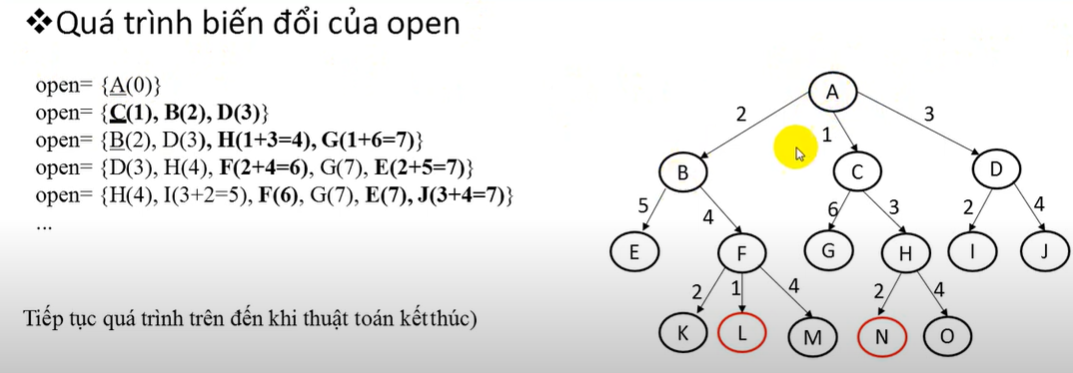 ❖Quá trình biến đổi của open
open= {A(0)}
open= {C(1), B(2), D(3)}
open= {B(2), D(3), H(1+3=4), G(1+6=7)}
open= {D(3), H(4), F(2+4=6), G(7), E(2+5=7)}
open= {H(4), I(3+2=5), F(6), G(7), E(7), J(3+4=7)}
...
Tiếp tục quá trình trên đến khi thuật toán kết thúc)
A
2
1
3
B
C
D
5
4
6
3
2
4
E
F
G
H
I
J
2
1
4
2
4
K
L
M
N
O